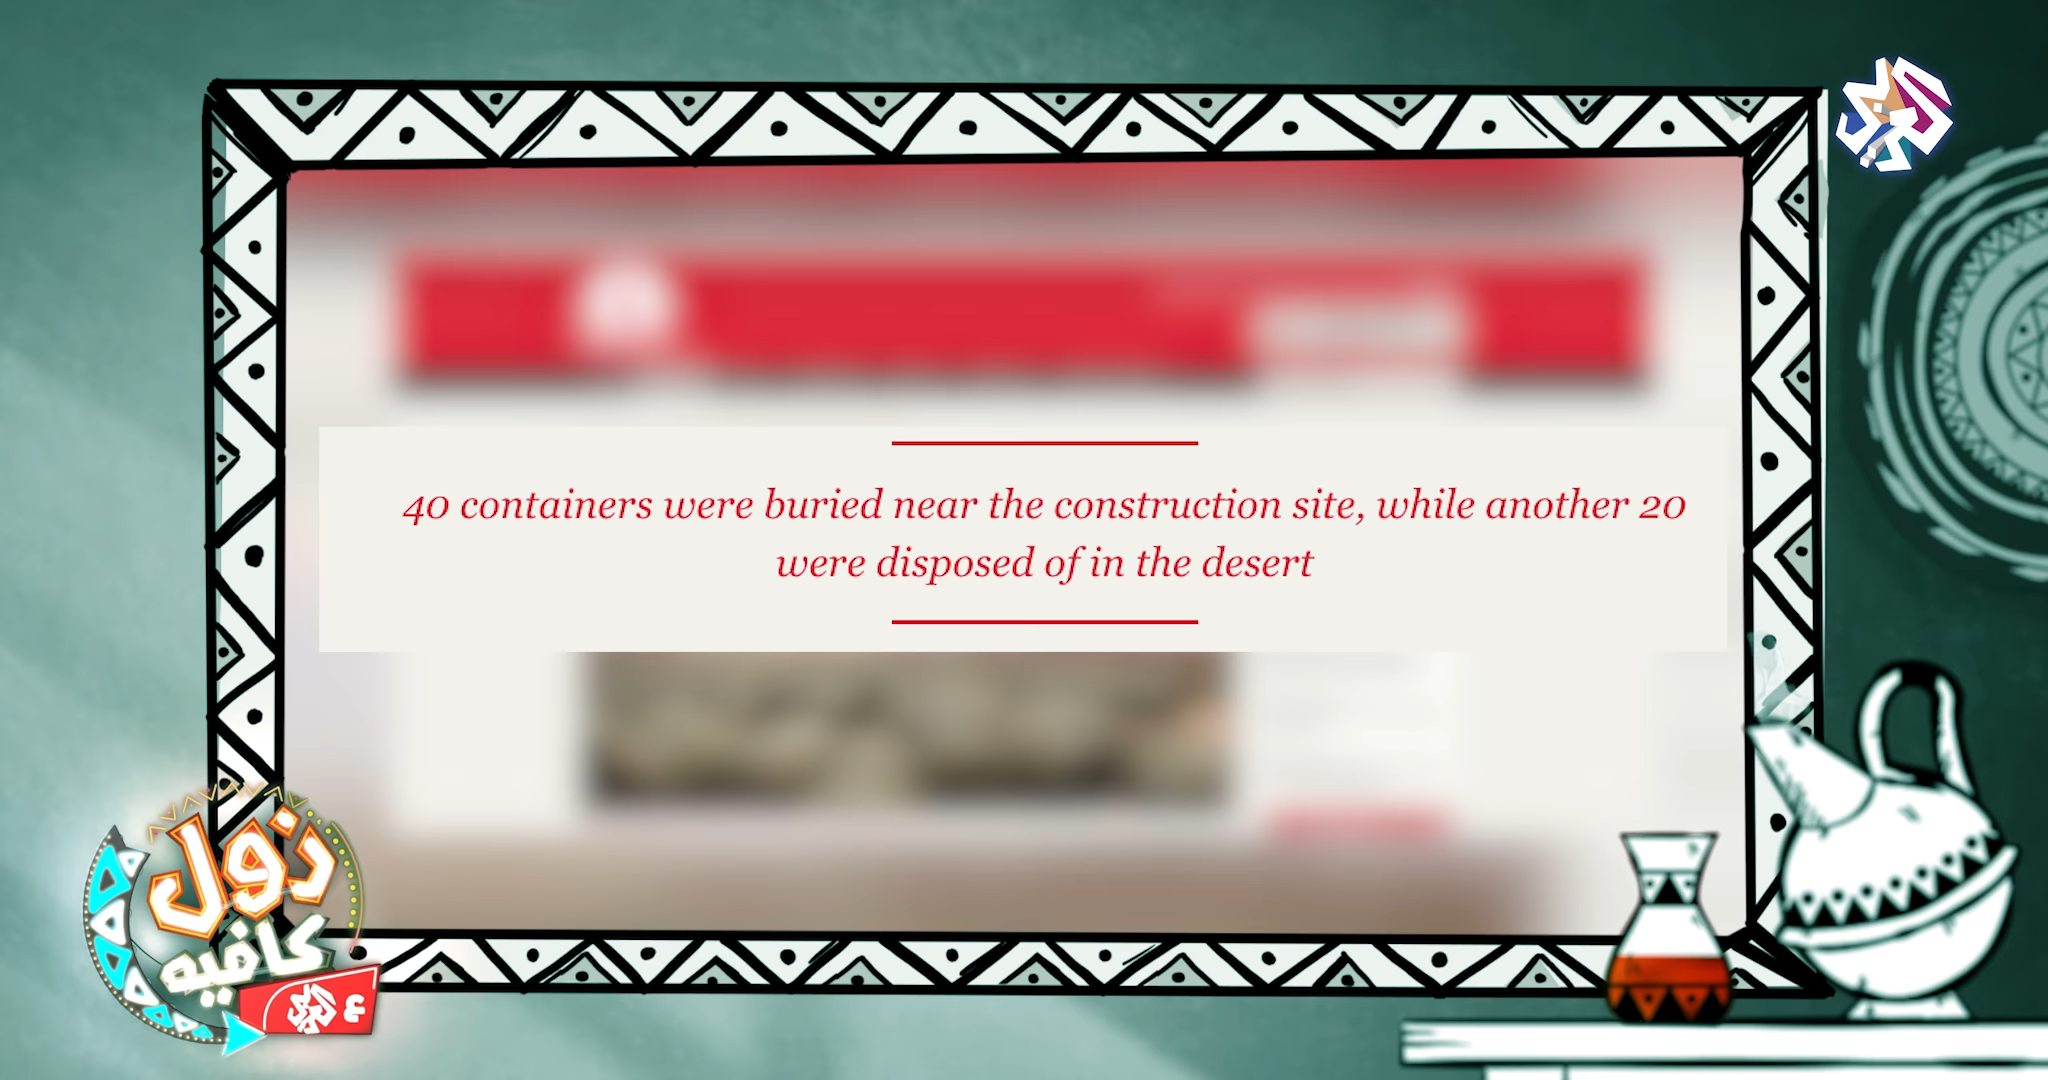 40 containers were buried near the construction site, while another 20
were disposed of in the desert
زول
كافيه